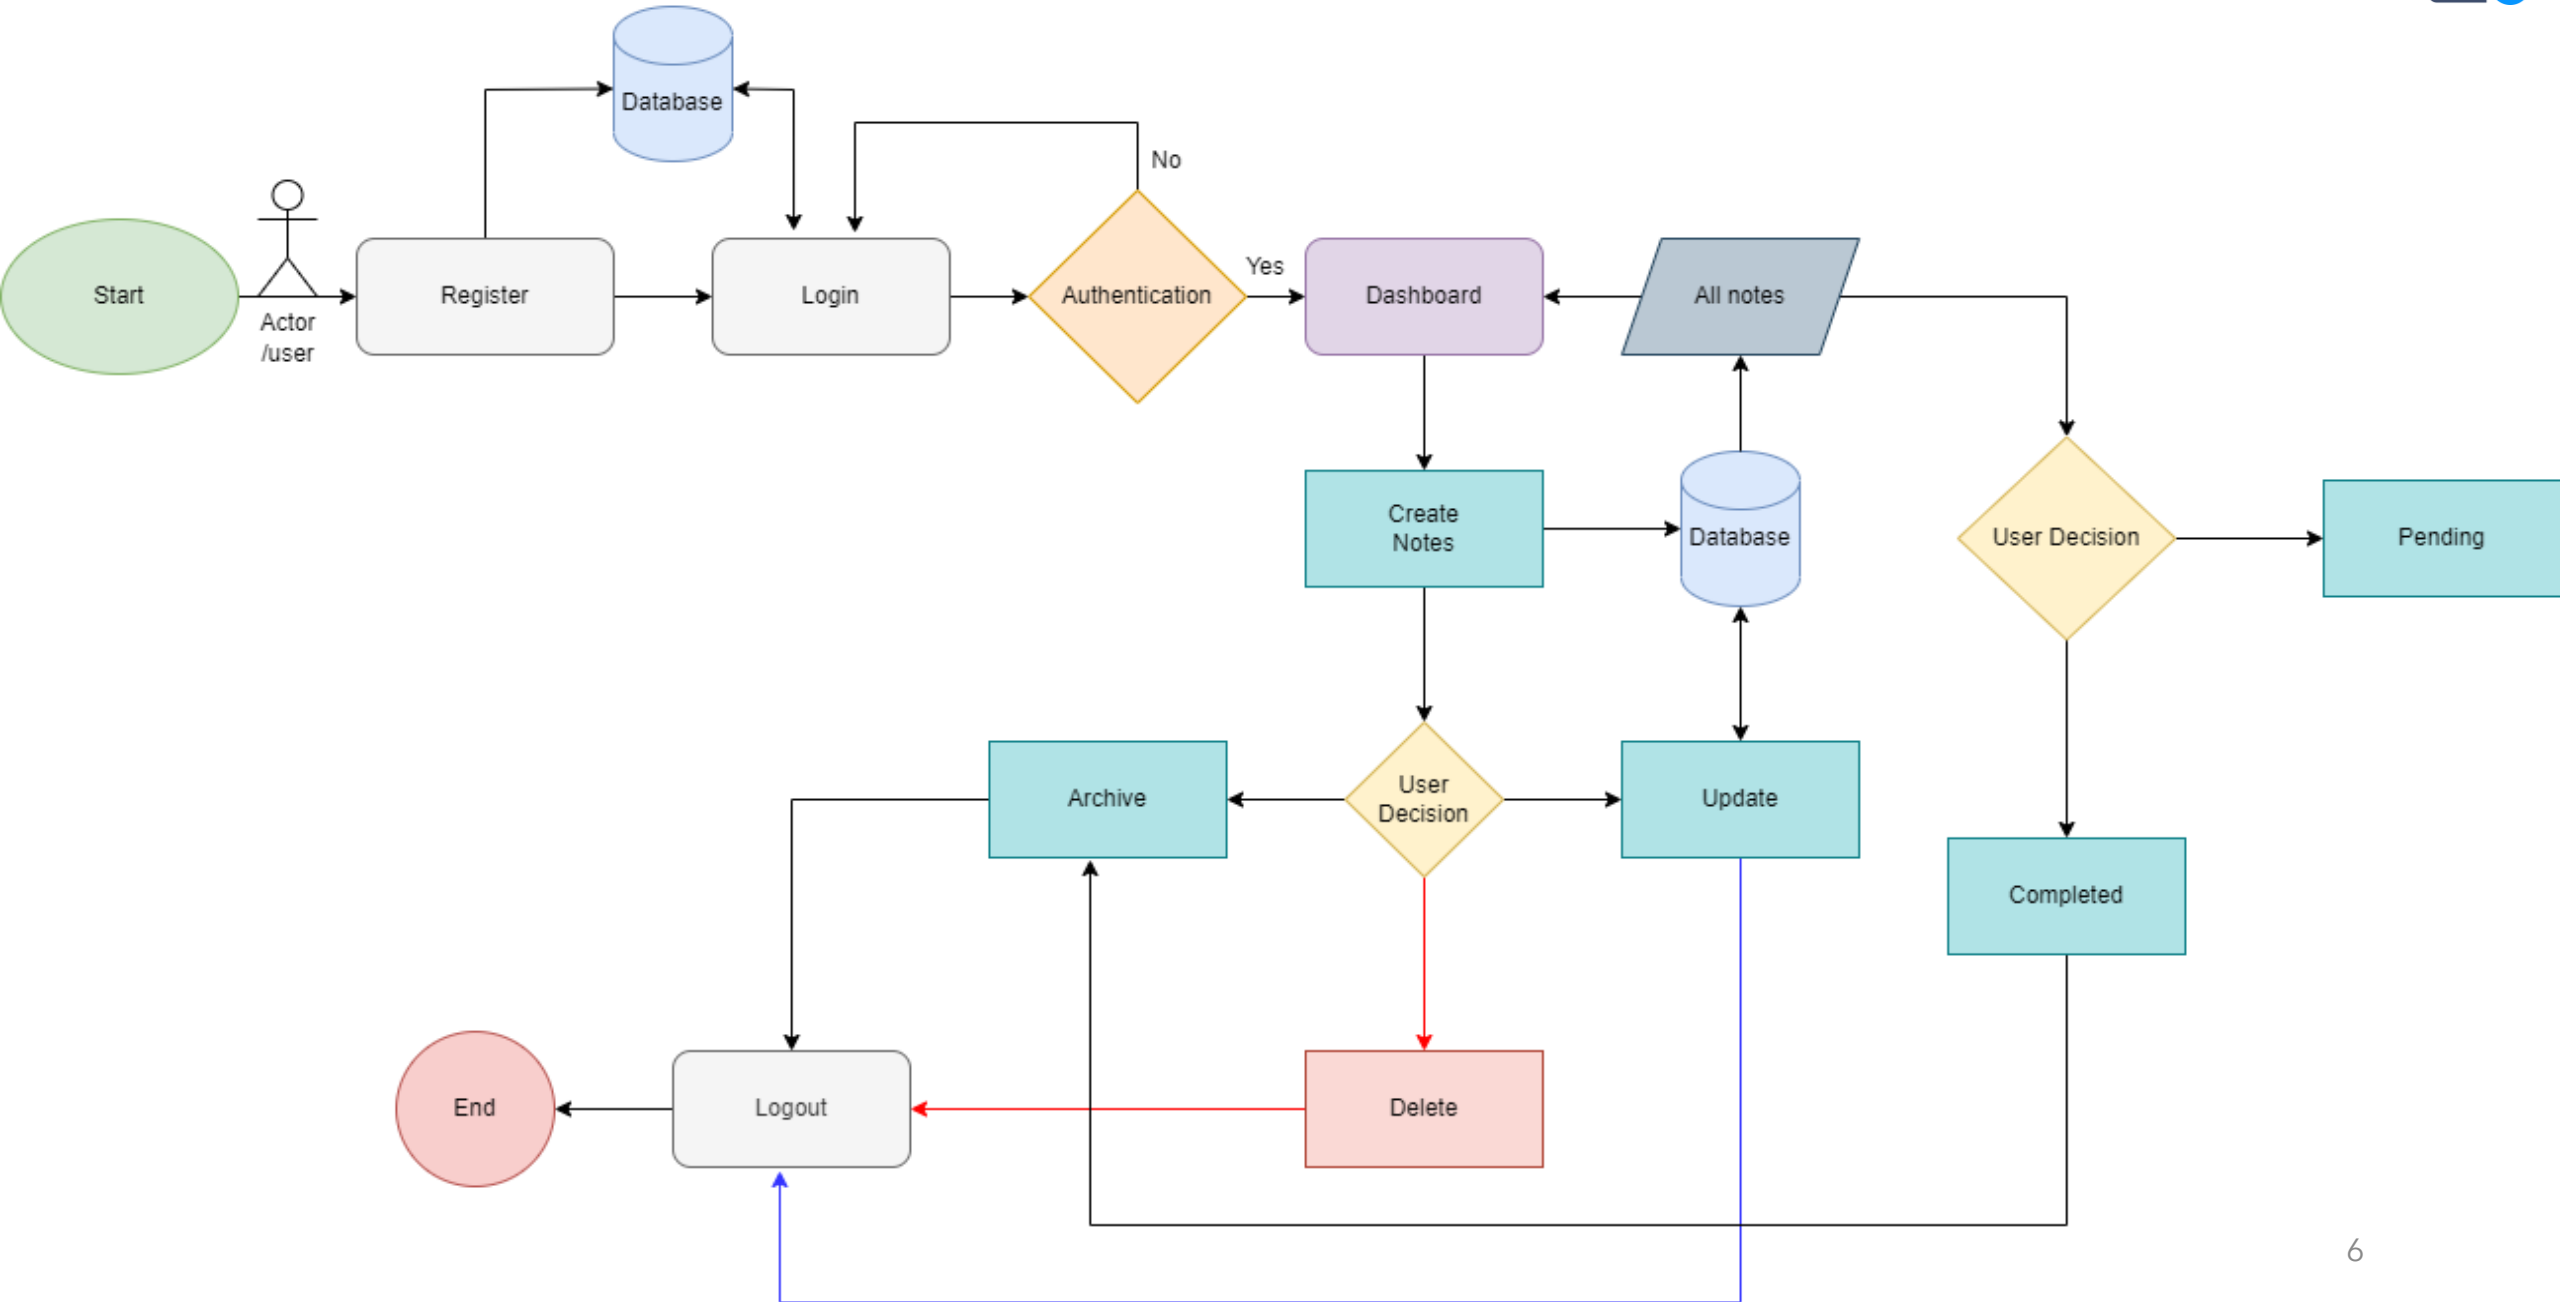 Database
No
Start
Actor
/user
Register
Login
Authentication
Yes
Dashboard
All notes
Create
Notes
Database
User Decision
Pending
Archive
User
Decision
Update
Completed
End
Logout
Delete
6